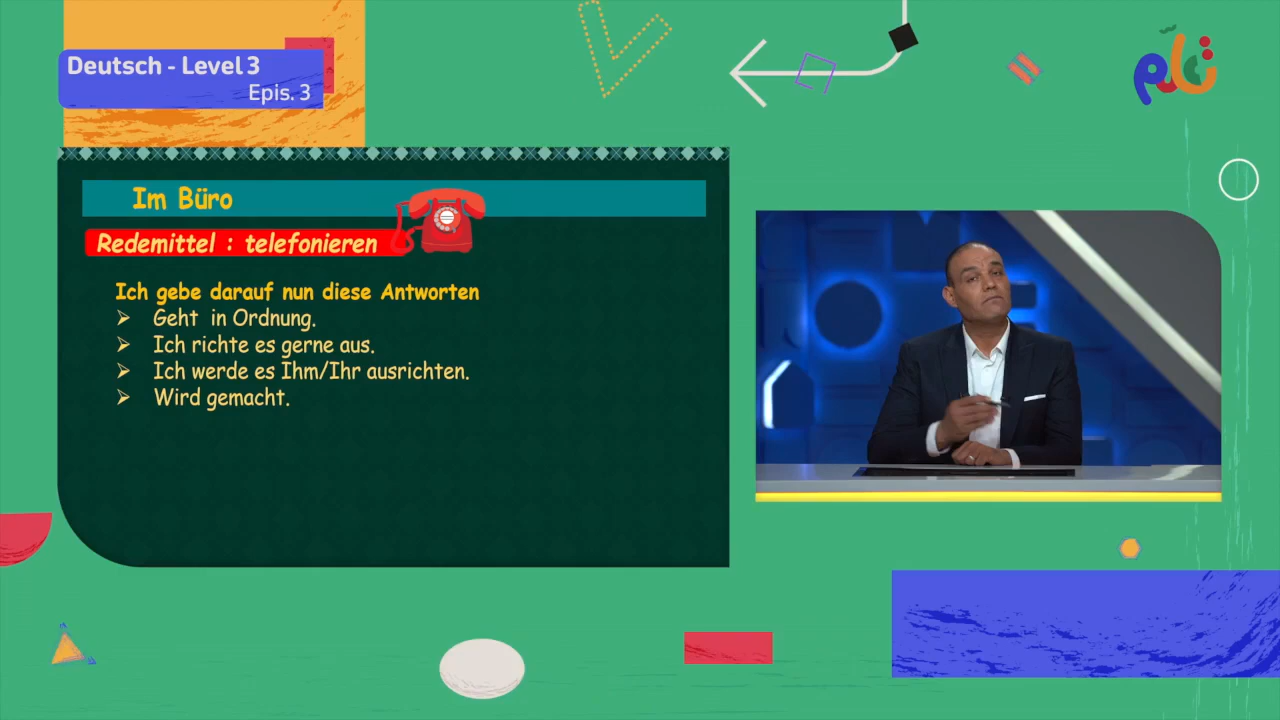 Deutsch - Level 3
Epis. 3
Im Büro
Redemittel : telefonieren
Ich gebe darauf nun diese Antworten
➢ Geht in Ordnung.
➢ Ich richte es gerne aus.
➢ Ich werde es Ihm/Ihr ausrichten.
➢ Wird gemacht.